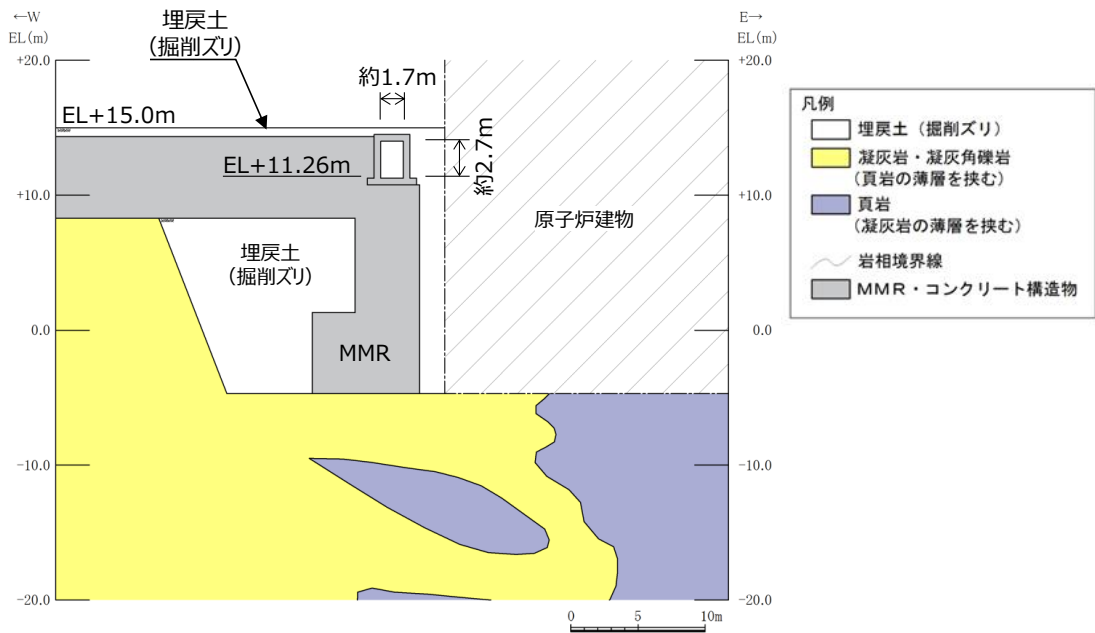 ←W
EL(m)
E→
EL(m)
埋戻土
(掘削ズリ)
+20.0
+20.0
約1.7m
EL+15.0m
約2.7m
EL+11.26m
+10.0
+10.0
埋戻土
(掘削ズリ)
原子炉建物
0.0
0.0
MMR
-10.0
-10.0
-20.0
-20.0
0 5 10m
凡例
埋戻土（掘削ズリ）
凝灰岩・凝灰角礫岩
(頁岩の薄層を挟む)
頁岩
(凝灰岩の薄層を挟む)
岩相境界線
MMR・コンクリート構造物